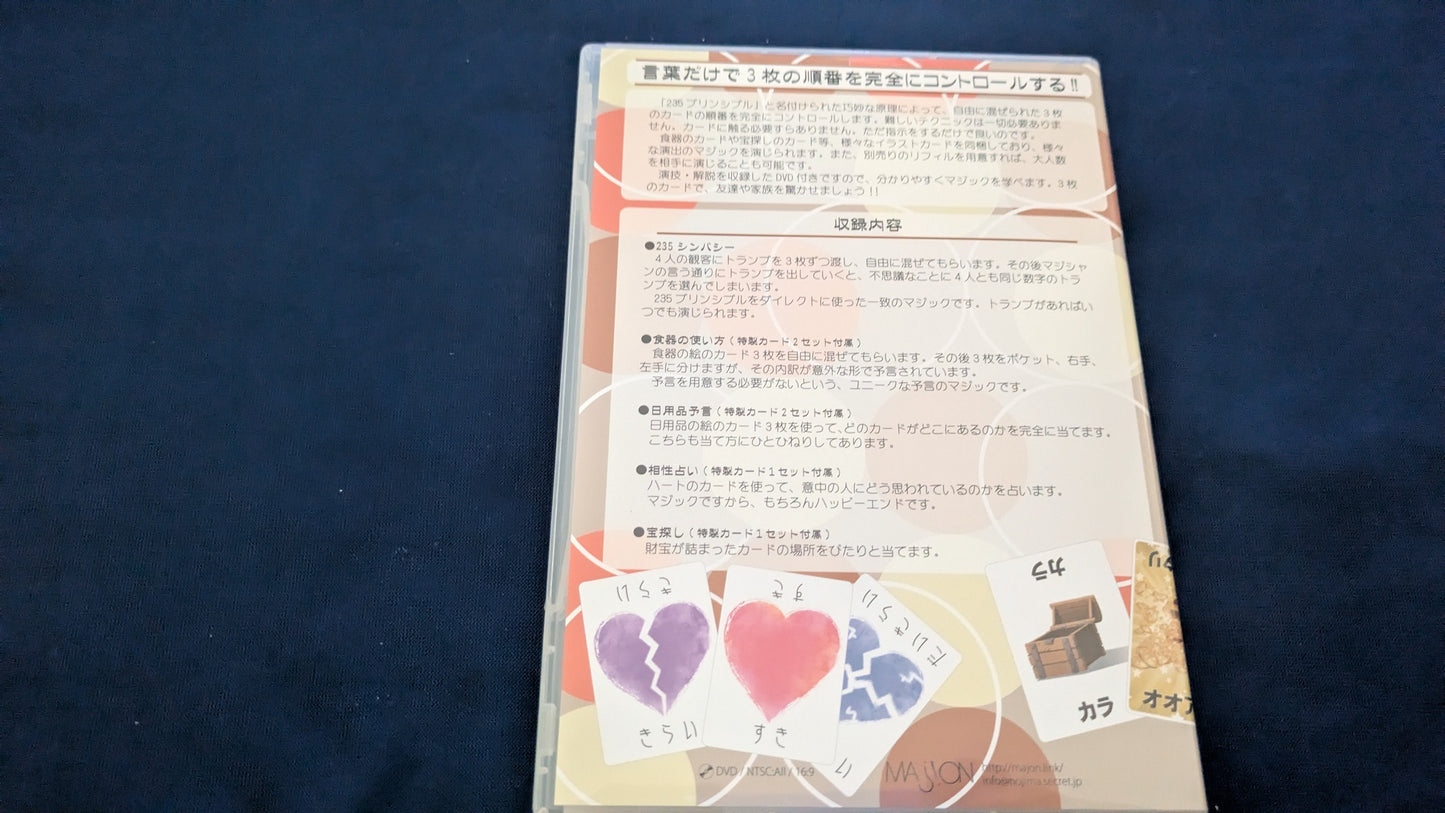 言葉だけで3枚の順番を完全にコントロールする!!
「235プリンシプル」と名付けられた巧妙な原理によって、自由に混ぜられた3枚
のカードの順番を完全にコントロールします。難しいテクニックは一切必要ありま
せん。カードに触る必要すらありません。ただ指示をするだけで良いのです。
食器のカードや宝探しのカード等、様々なイラストカードを同梱しており、様々
な演出のマジックを演じられます。また、別売りのリフィルを用意すれば、大人数
を相手に演じることも可能です。
演技・解説を収録したDVD付きですので、分かりやすくマジックを学べます。3枚
のカードで、友達や家族を驚かせましょう!!
収録内容
●235シンパシー
4人の観客にトランプを3枚ずつ渡し、自由に混ぜてもらいます。その後マジシャ
ンの言う通りにトランプを出していくと、不思議なことに4人とも同じ数字のトラ
ンプを選んでしまいます。
235プリンシプルをダイレクトに使った一致のマジックです。トランプがあればい
つでも演じられます。
●食器の使い方(特製カード2セット付属)
食器の絵のカード3枚を自由に混ぜてもらいます。その後3枚をポケット、右手、
左手に分けますが、その内訳が意外な形で予言されています。
予言を用意する必要がないという、ユニークな予言のマジックです。
●日用品予言(特製カード2セット付属)
日用品の絵のカード3枚を使って、どのカードがどこにあるのかを完全に当てます。
こちらも当て方にひとひねりしてあります。
●相性占い(特製カード1セット付属)
ハートのカードを使って、意中の人にどう思われているのかを占います。
マジックですから、もちろんハッピーエンドです。
●宝探し(特製カード1セット付属)
財宝が詰まったカードの場所をぴたりと当てます。
きらい
すき
だいきらい
カラ
きらい
すき
カラ
オオア
DVD / NTSC:All / 16:9
MAJION
http://majion.link/